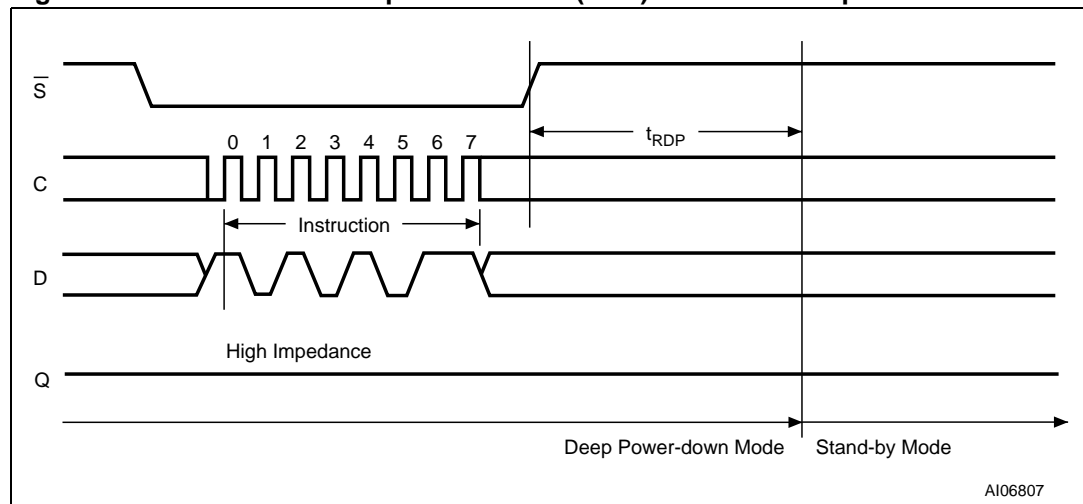 S
tRDP
0 1 2 3 4 5 6 7
C
Instruction
D
High Impedance
Q
Deep Power-down Mode Stand-by Mode
AI06807